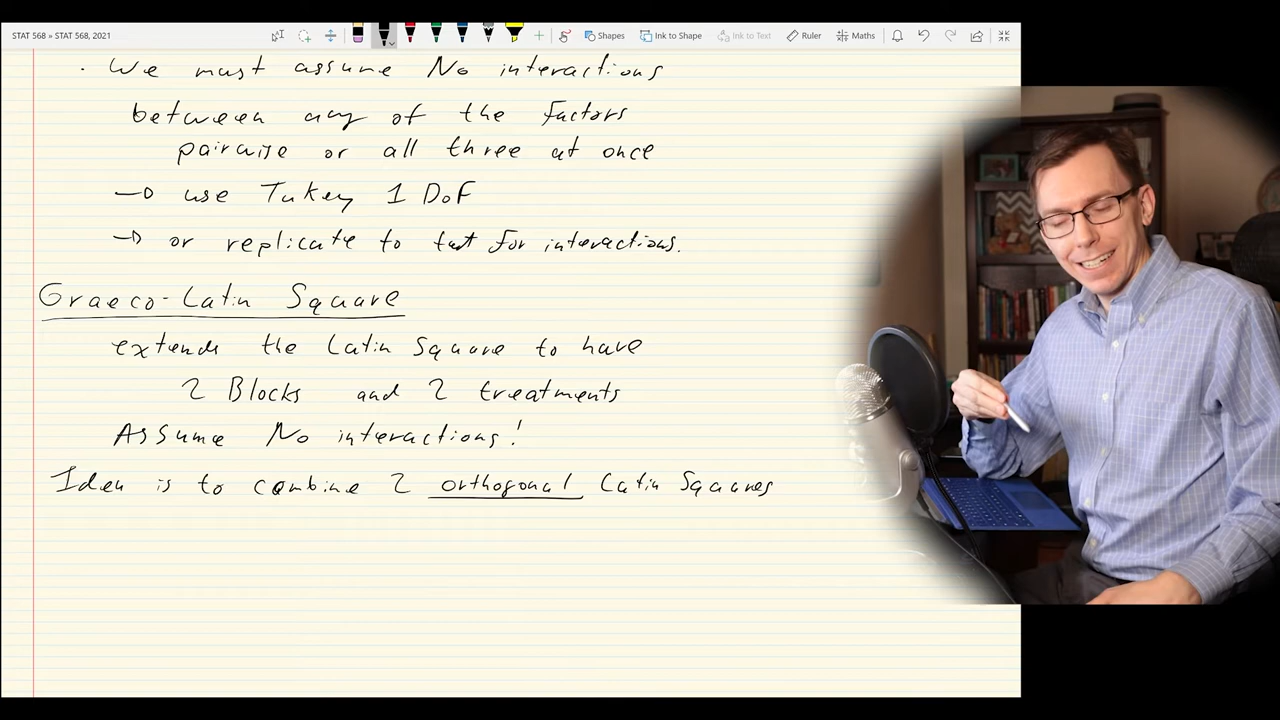 STAT 568 » STAT 568, 2021
Shapes
Ink to Shape
Ink to Text
Ruler
Maths
· We must assume No interactions
between any of the factors
pairwise or all three at once
→ use Tukey 1 DoF
→ or replicate to test for interactions.
Graeco-Latin Square
extends the Latin Square to have
2 Blocks and 2 treatments
Assume No interactions!
Idea is to combine 2 orthogonal Latin Squares